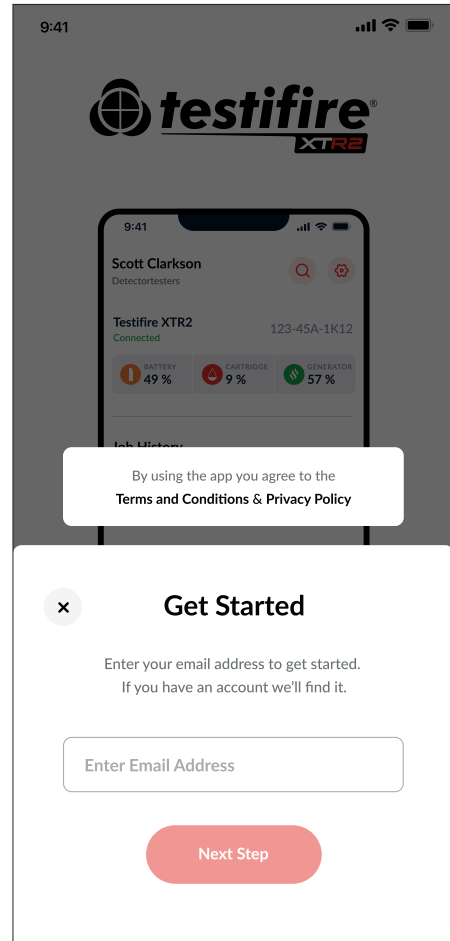 9:41
testifire®
XTR2
9:41
Scott Clarkson
Detectortesters
Testifire XTR2
123-45A-1K12
Connected
BATTERY
49 %
CARTRIDGE
9 %
GENERATOR
57 %
Job History
By using the app you agree to the
Terms and Conditions & Privacy Policy
Get Started
Enter your email address to get started.
If you have an account we'll find it.
Enter Email Address
Next Step